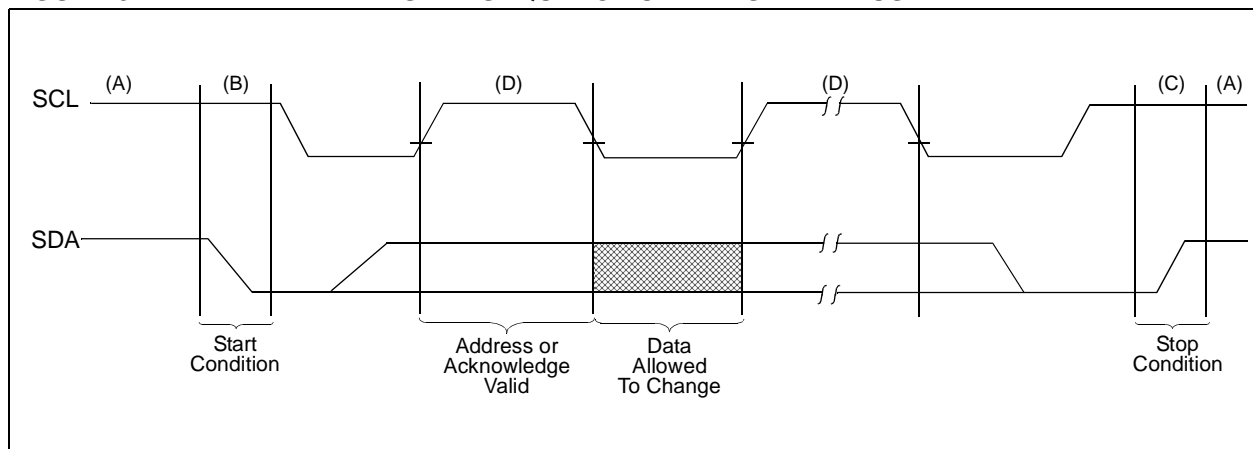 (A) (B) (D) (D) (C) (A)
SCL
SDA
Start
Condition
Address or
Acknowledge
Valid
Data
Allowed
To Change
Stop
Condition